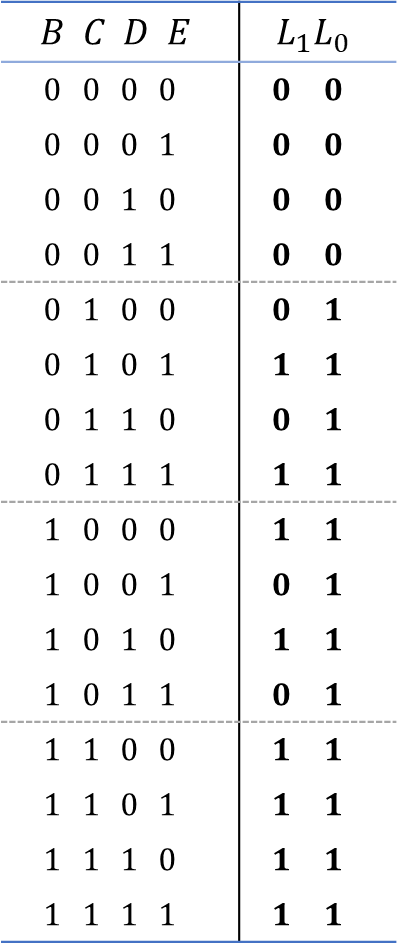 B C D E L₁L₀
0 0 0 0 0 0
0 0 0 1 0 0
0 0 1 0 0 0
0 0 1 1 0 0
0 1 0 0 0 1
0 1 0 1 1 1
0 1 1 0 0 1
0 1 1 1 1 1
1 0 0 0 1 1
1 0 0 1 0 1
1 0 1 0 1 1
1 0 1 1 0 1
1 1 0 0 1 1
1 1 0 1 1 1
1 1 1 0 1 1
1 1 1 1 1 1